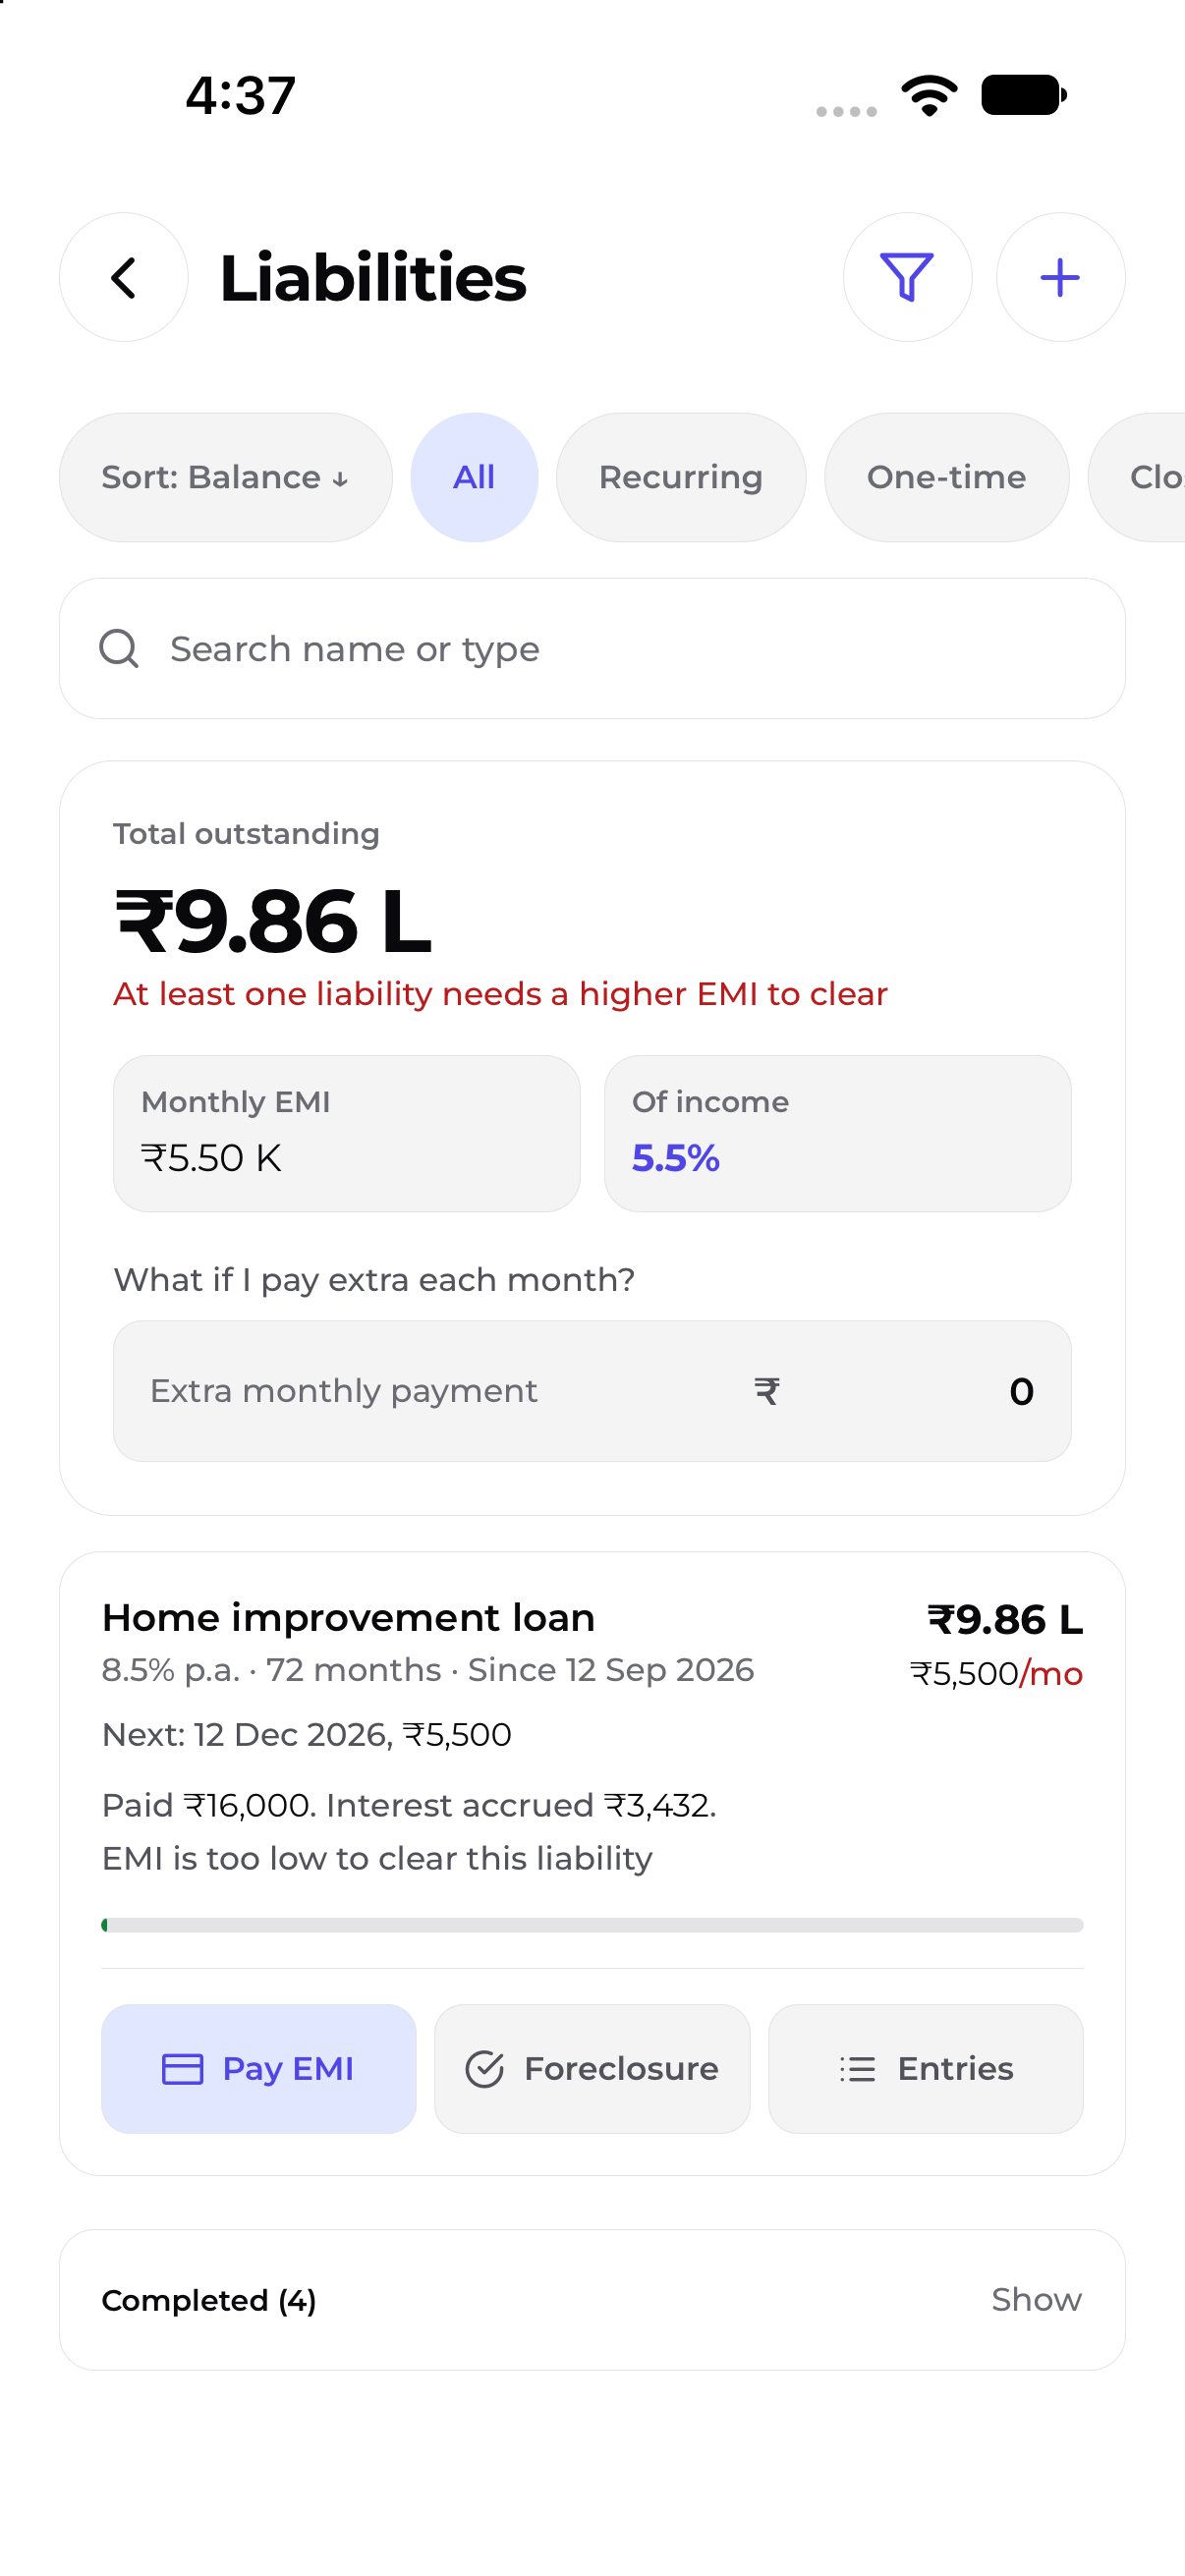 4:37
Liabilities
Sort: Balance ↓ All Recurring One-time Clo
Search name or type
Total outstanding
₹9.86 L
At least one liability needs a higher EMI to clear
Monthly EMI Of income
₹5.50 K 5.5%
What if I pay extra each month?
Extra monthly payment ₹ 0
Home improvement loan ₹9.86 L
8.5% p.a. · 72 months · Since 12 Sep 2026 ₹5,500/mo
Next: 12 Dec 2026, ₹5,500
Paid ₹16,000. Interest accrued ₹3,432.
EMI is too low to clear this liability
Pay EMI Foreclosure Entries
Completed (4) Show